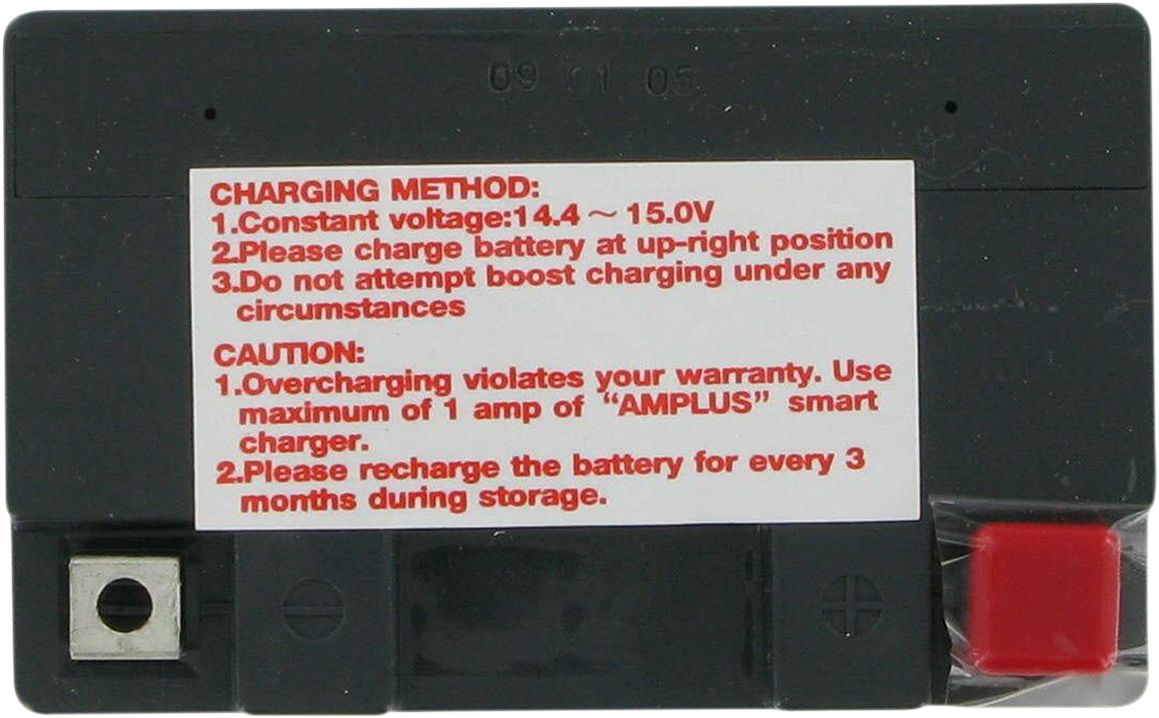 09 01 05
CHARGING METHOD:
1.Constant voltage:14.4 ~ 15.0V
2.Please charge battery at up-right position
3.Do not attempt boost charging under any
circumstances
CAUTION:
1.Overcharging violates your warranty. Use
maximum of 1 amp of “AMPLUS” smart
charger.
2.Please recharge the battery for every 3
months during storage.